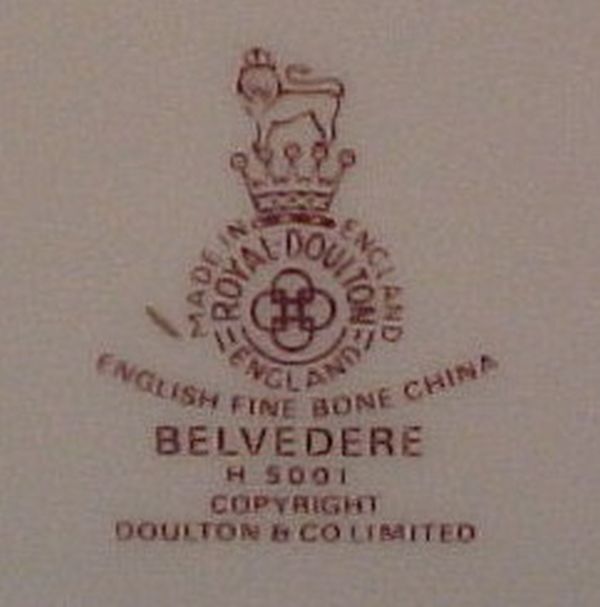 MADE IN ENGLAND
ROYAL DOULTON
ENGLAND
ENGLISH FINE BONE CHINA
BELVEDERE
H 5001
COPYRIGHT
DOULTON & CO LIMITED